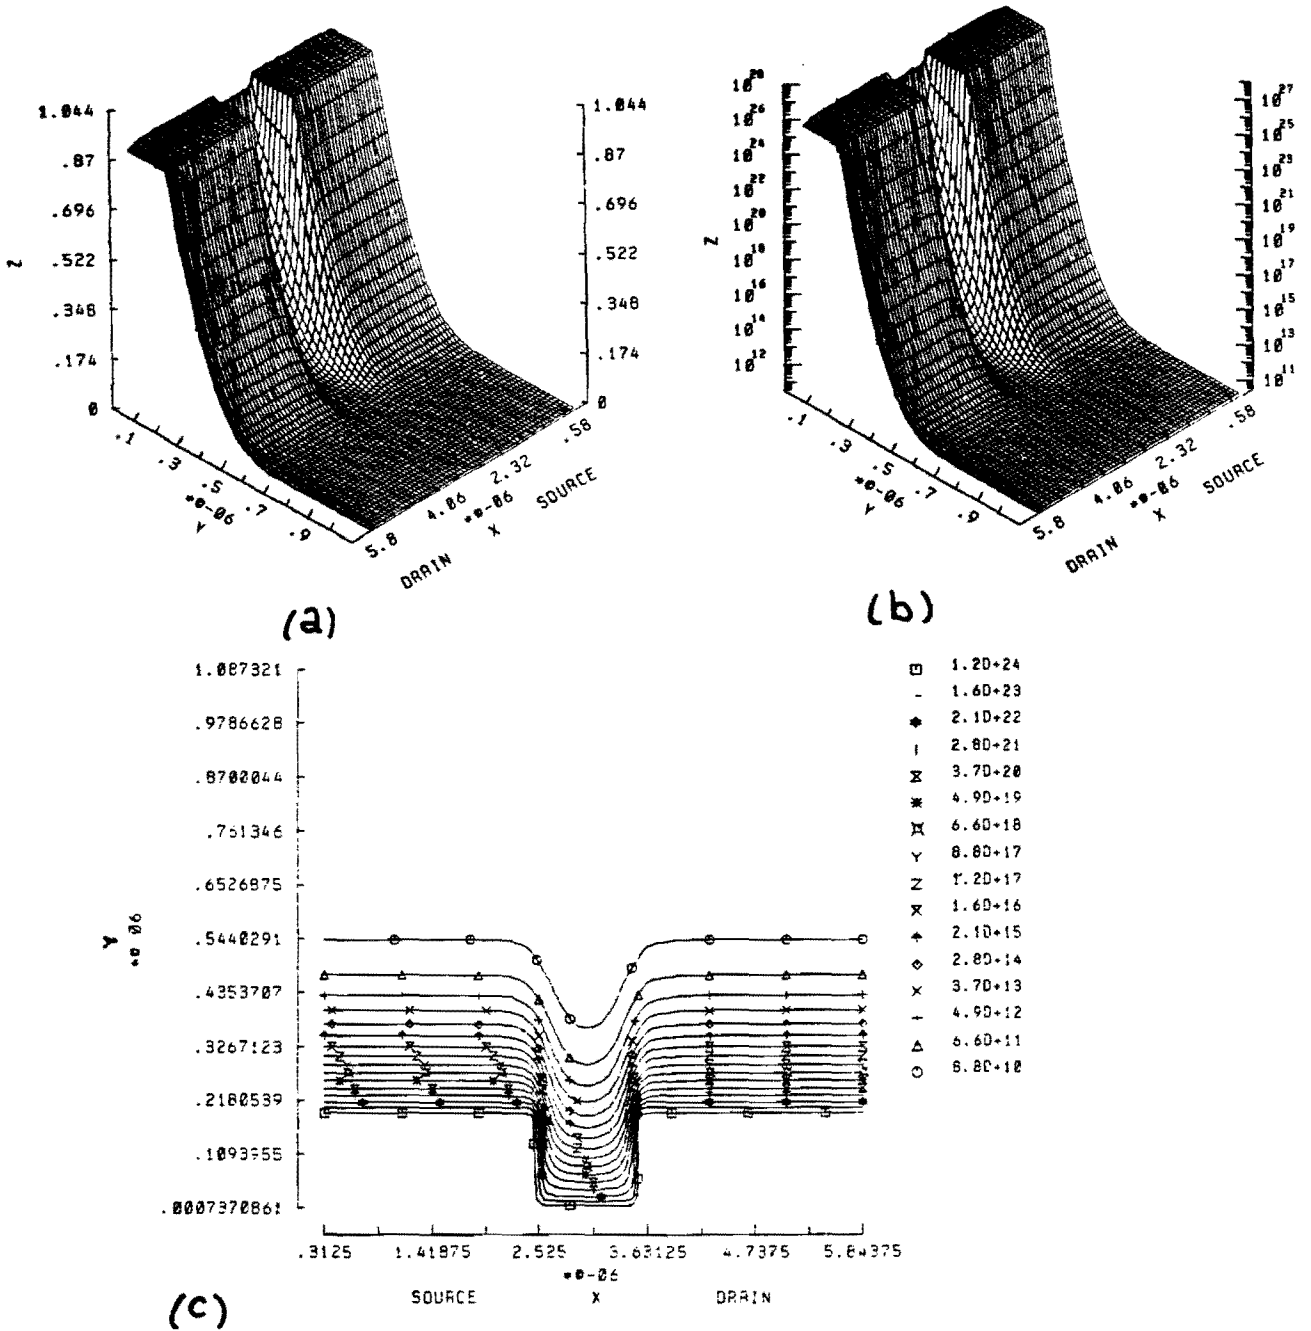 1.044
.87
.696
.522
.348
.174
0
Z
1.044
.87
.696
.522
.348
.174
0
.1
.3
.5
.7
.9
*@-06
Y
5.8
4.06
2.32
.58
*@-06
DRAIN X SOURCE
(a)
10^28
10^26
10^24
10^22
10^20
10^18
10^16
10^14
10^12
Z
10^27
10^25
10^23
10^21
10^19
10^17
10^15
10^13
10^11
.1
.3
.5
.7
.9
*@-06
Y
5.8
4.06
2.32
.58
*@-06
DRAIN X SOURCE
(b)
1.087321
.9786628
.8700044
.761346
.6526875
.5440291
.4353707
.3267123
.2180539
.1093955
.0007370861
Y
*@ 06
.3125 1.41875 2.525 3.63125 4.7375 5.84375
*@-06
SOURCE X DRAIN
1.2D+24
1.6D+23
2.1D+22
2.8D+21
3.7D+20
4.9D+19
6.6D+18
8.8D+17
1.2D+17
1.6D+16
2.1D+15
2.8D+14
3.7D+13
4.9D+12
6.6D+11
8.8D+10
(c)